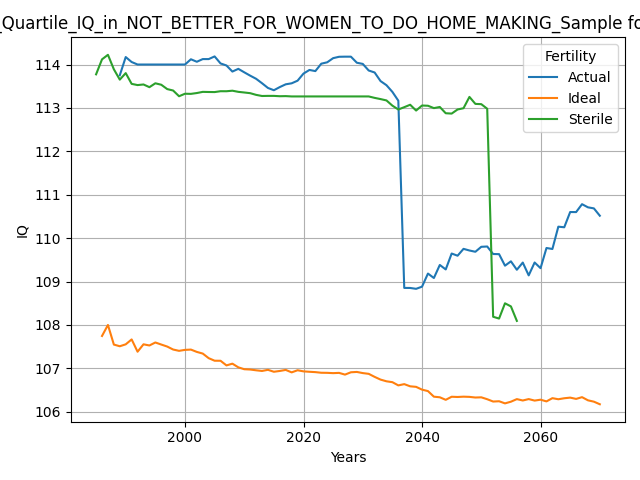 _Quartile_IQ_in_NOT_BETTER_FOR_WOMEN_TO_DO_HOME_MAKING_Sample fo
Fertility
Actual
Ideal
Sterile
IQ
114
113
112
111
110
109
108
107
106
2000
2020
2040
2060
Years